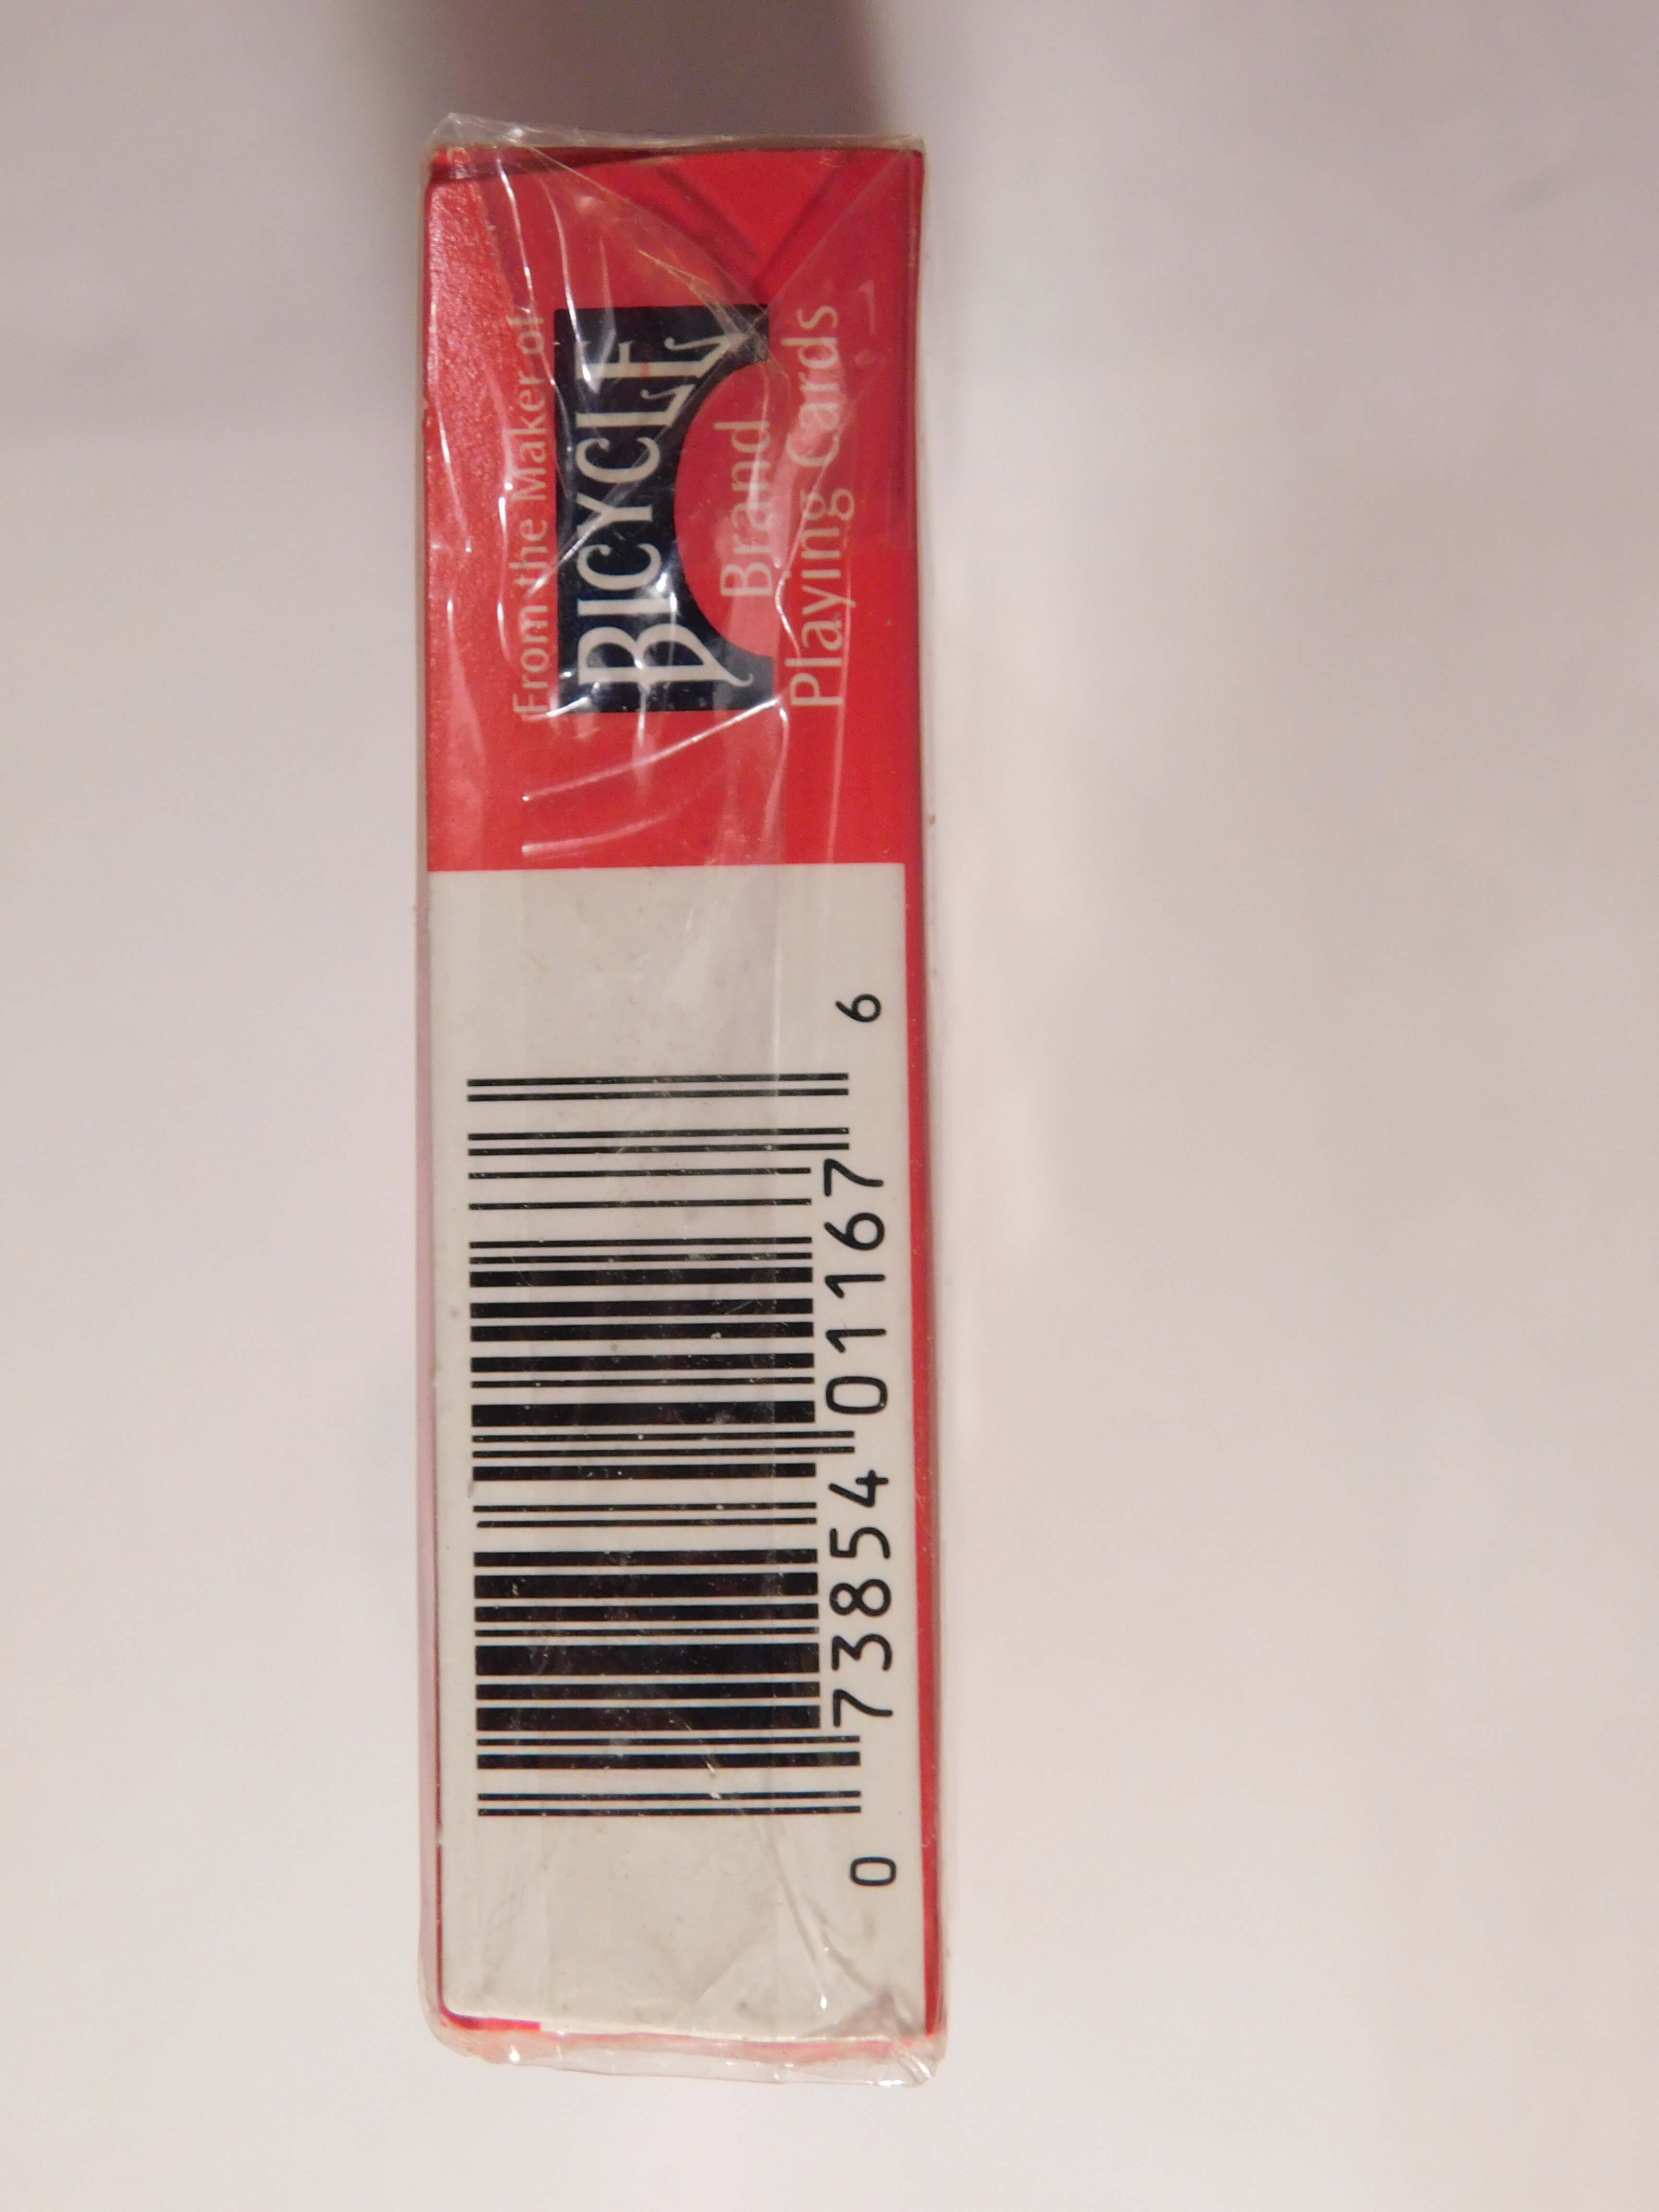 From the Maker of
BICYCLE
Brand
Playing Cards
0 73854 01167 6